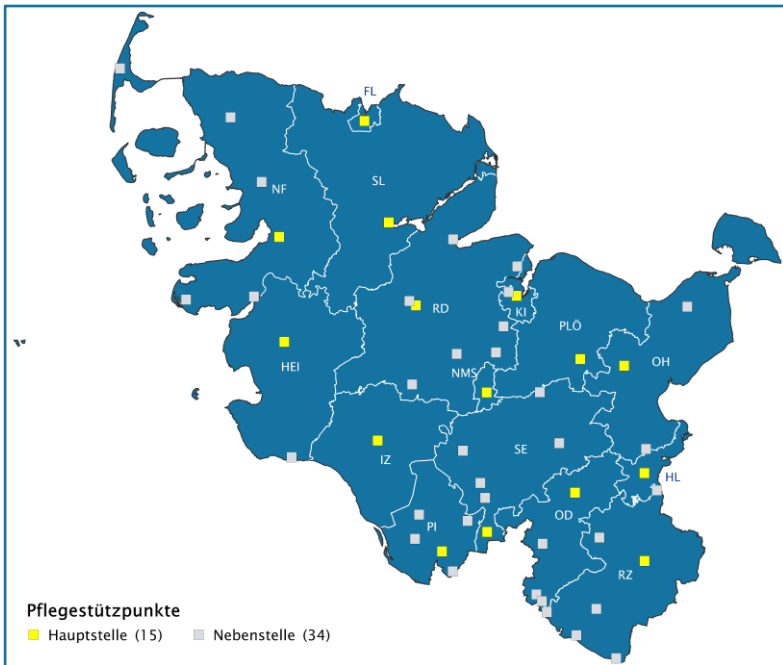 FL
SL
NF
RD
KI
PLÖ
OH
HEI
NMS
IZ
SE
HL
OD
PI
RZ
Pflegestützpunkte
Hauptstelle (15) Nebenstelle (34)